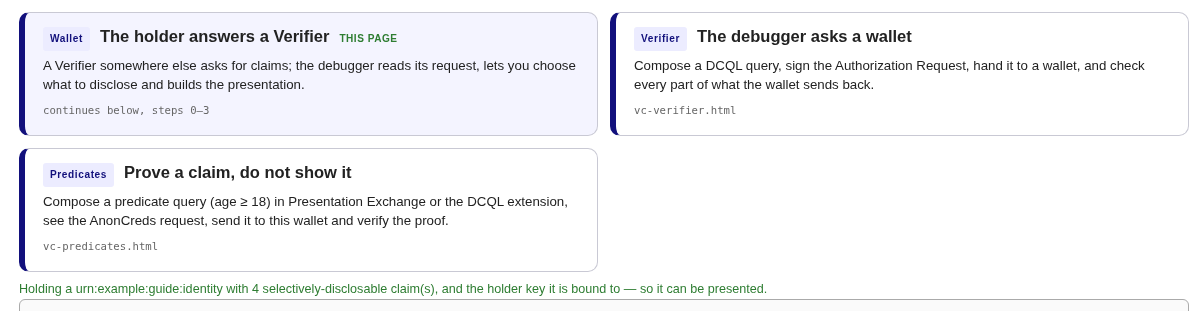 Wallet The holder answers a Verifier THIS PAGE
A Verifier somewhere else asks for claims; the debugger reads its request, lets you choose
what to disclose and builds the presentation.
continues below, steps 0–3
Verifier The debugger asks a wallet
Compose a DCQL query, sign the Authorization Request, hand it to a wallet, and check
every part of what the wallet sends back.
vc-verifier.html
Predicates Prove a claim, do not show it
Compose a predicate query (age ≥ 18) in Presentation Exchange or the DCQL extension,
see the AnonCreds request, send it to this wallet and verify the proof.
vc-predicates.html
Holding a urn:example:guide:identity with 4 selectively-disclosable claim(s), and the holder key it is bound to — so it can be presented.